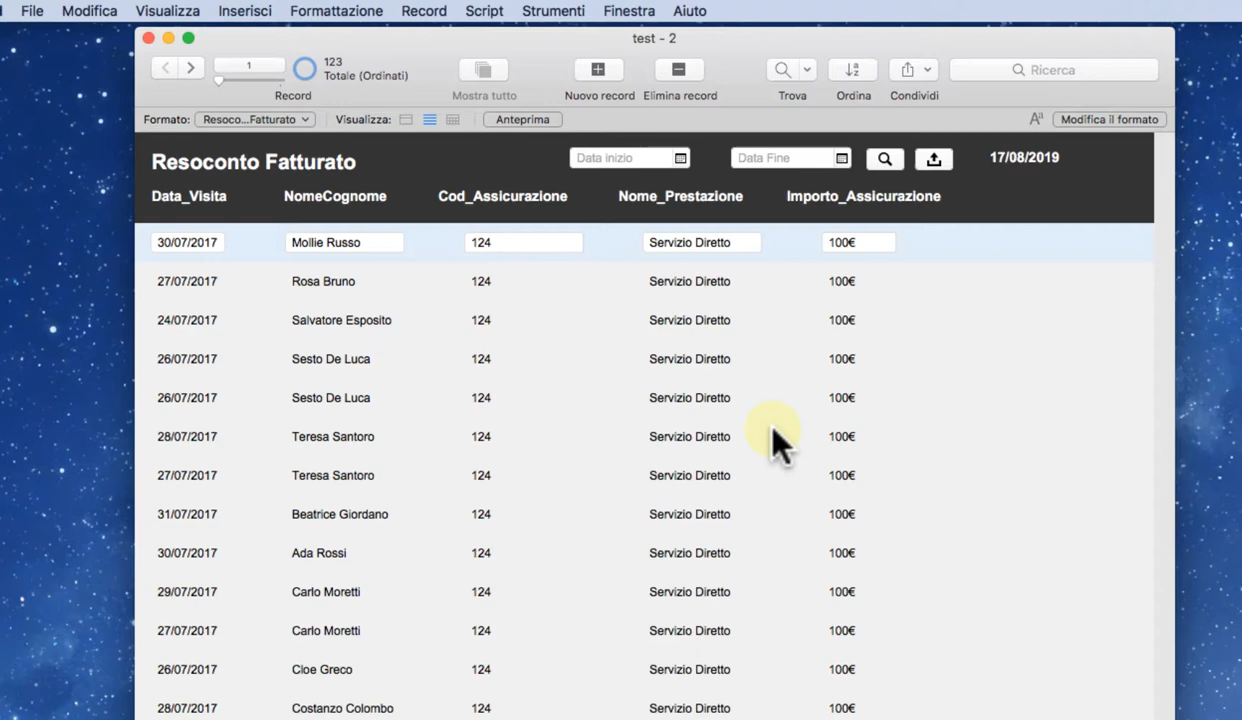 File Modifica Visualizza Inserisci Formattazione Record Script Strumenti Finestra Aiuto
test - 2
1 123 Totale (Ordinati)
Record Mostra tutto Nuovo record Elimina record Trova Ordina Condividi Ricerca
Formato: Resoco...Fatturato Visualizza: Anteprima Aa Modifica il formato
Resoconto Fatturato Data inizio Data Fine 17/08/2019
Data_Visita NomeCognome Cod_Assicurazione Nome_Prestazione Importo_Assicurazione
30/07/2017 Mollie Russo 124 Servizio Diretto 100€
27/07/2017 Rosa Bruno 124 Servizio Diretto 100€
24/07/2017 Salvatore Esposito 124 Servizio Diretto 100€
26/07/2017 Sesto De Luca 124 Servizio Diretto 100€
26/07/2017 Sesto De Luca 124 Servizio Diretto 100€
28/07/2017 Teresa Santoro 124 Servizio Diretto 100€
27/07/2017 Teresa Santoro 124 Servizio Diretto 100€
31/07/2017 Beatrice Giordano 124 Servizio Diretto 100€
30/07/2017 Ada Rossi 124 Servizio Diretto 100€
29/07/2017 Carlo Moretti 124 Servizio Diretto 100€
27/07/2017 Carlo Moretti 124 Servizio Diretto 100€
26/07/2017 Cloe Greco 124 Servizio Diretto 100€
28/07/2017 Costanzo Colombo 124 Servizio Diretto 100€